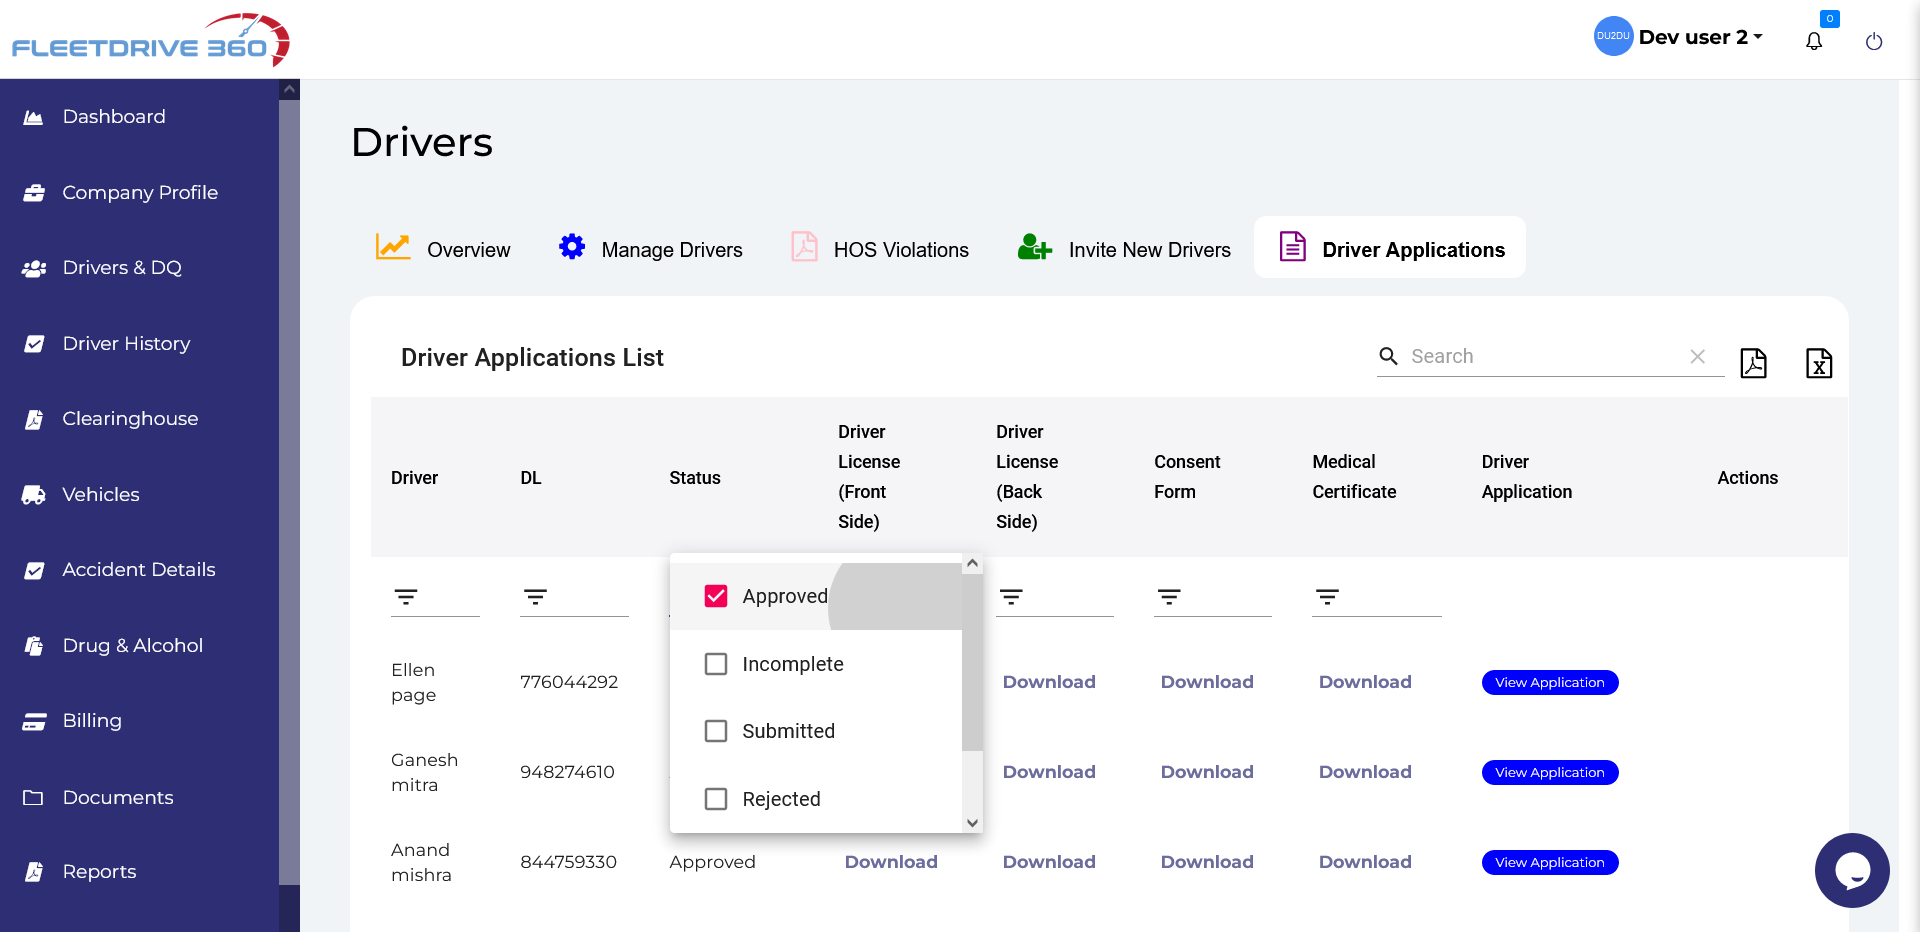 FLEETDRIVE 360
DU2DU
Dev user 2
0
Dashboard
Company Profile
Drivers & DQ
Driver History
Clearinghouse
Vehicles
Accident Details
Drug & Alcohol
Billing
Documents
Reports
Drivers
Overview
Manage Drivers
HOS Violations
Invite New Drivers
Driver Applications
Driver Applications List
Search
Driver
DL
Status
Driver
License
(Front
Side)
Driver
License
(Back
Side)
Consent
Form
Medical
Certificate
Driver
Application
Actions
Approved
Incomplete
Submitted
Rejected
Ellen
page
776044292
Download
Download
Download
View Application
Ganesh
mitra
948274610
Download
Download
Download
View Application
Anand
mishra
844759330
Approved
Download
Download
Download
Download
View Application